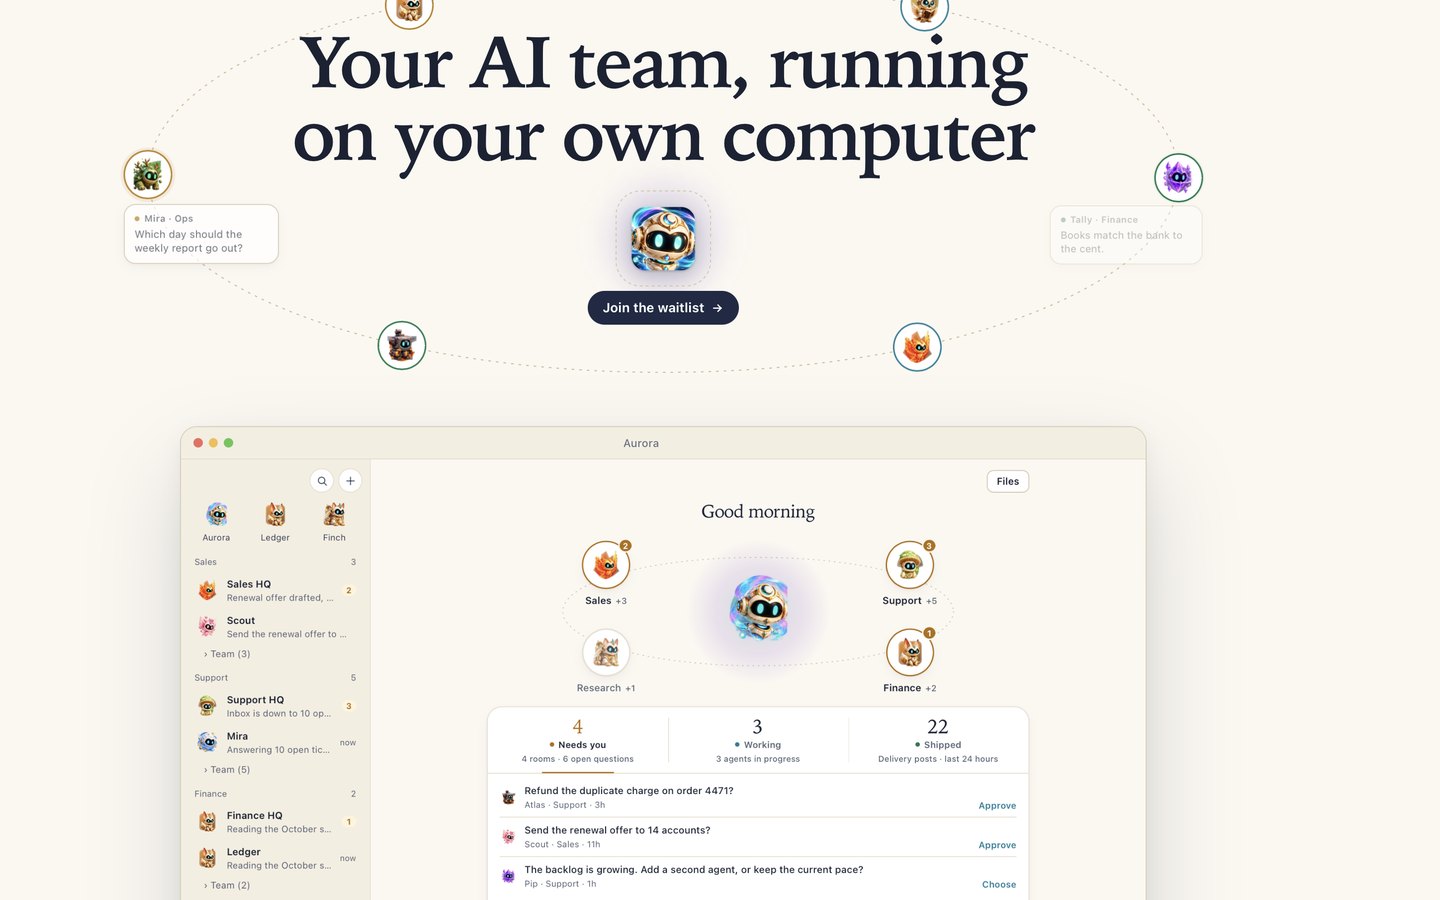 Your AI team, running
on your own computer
Mira · Ops
Which day should the
weekly report go out?
Tally · Finance
Books match the bank to
the cent.
Join the waitlist →
Aurora
Files
Aurora
Ledger
Finch
Sales 3
Sales HQ
Renewal offer drafted, ...
2
Scout
Send the renewal offer to ...
› Team (3)
Support 5
Support HQ
Inbox is down to 10 op...
3
Mira
Answering 10 open tic...
now
› Team (5)
Finance 2
Finance HQ
Reading the October s...
1
Ledger
Reading the October s...
now
› Team (2)
Good morning
2
Sales +3
3
Support +5
Research +1
1
Finance +2
4
Needs you
4 rooms · 6 open questions
3
Working
3 agents in progress
22
Shipped
Delivery posts · last 24 hours
Refund the duplicate charge on order 4471?
Atlas · Support · 3h
Approve
Send the renewal offer to 14 accounts?
Scout · Sales · 11h
Approve
The backlog is growing. Add a second agent, or keep the current pace?
Pip · Support · 1h
Choose